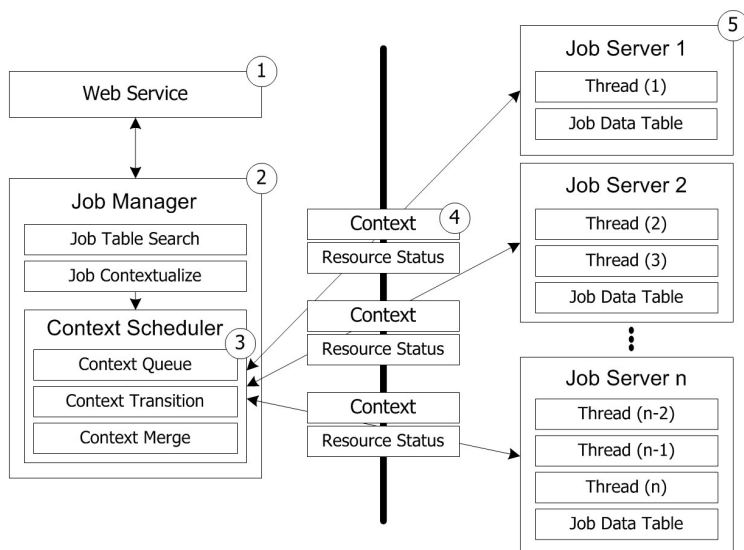 1
Web Service
2
Job Manager
Job Table Search
Job Contextualize
Context Scheduler
3
Context Queue
Context Transition
Context Merge
4
Context
Resource Status
Context
Resource Status
Context
Resource Status
5
Job Server 1
Thread (1)
Job Data Table
Job Server 2
Thread (2)
Thread (3)
Job Data Table
Job Server n
Thread (n-2)
Thread (n-1)
Thread (n)
Job Data Table